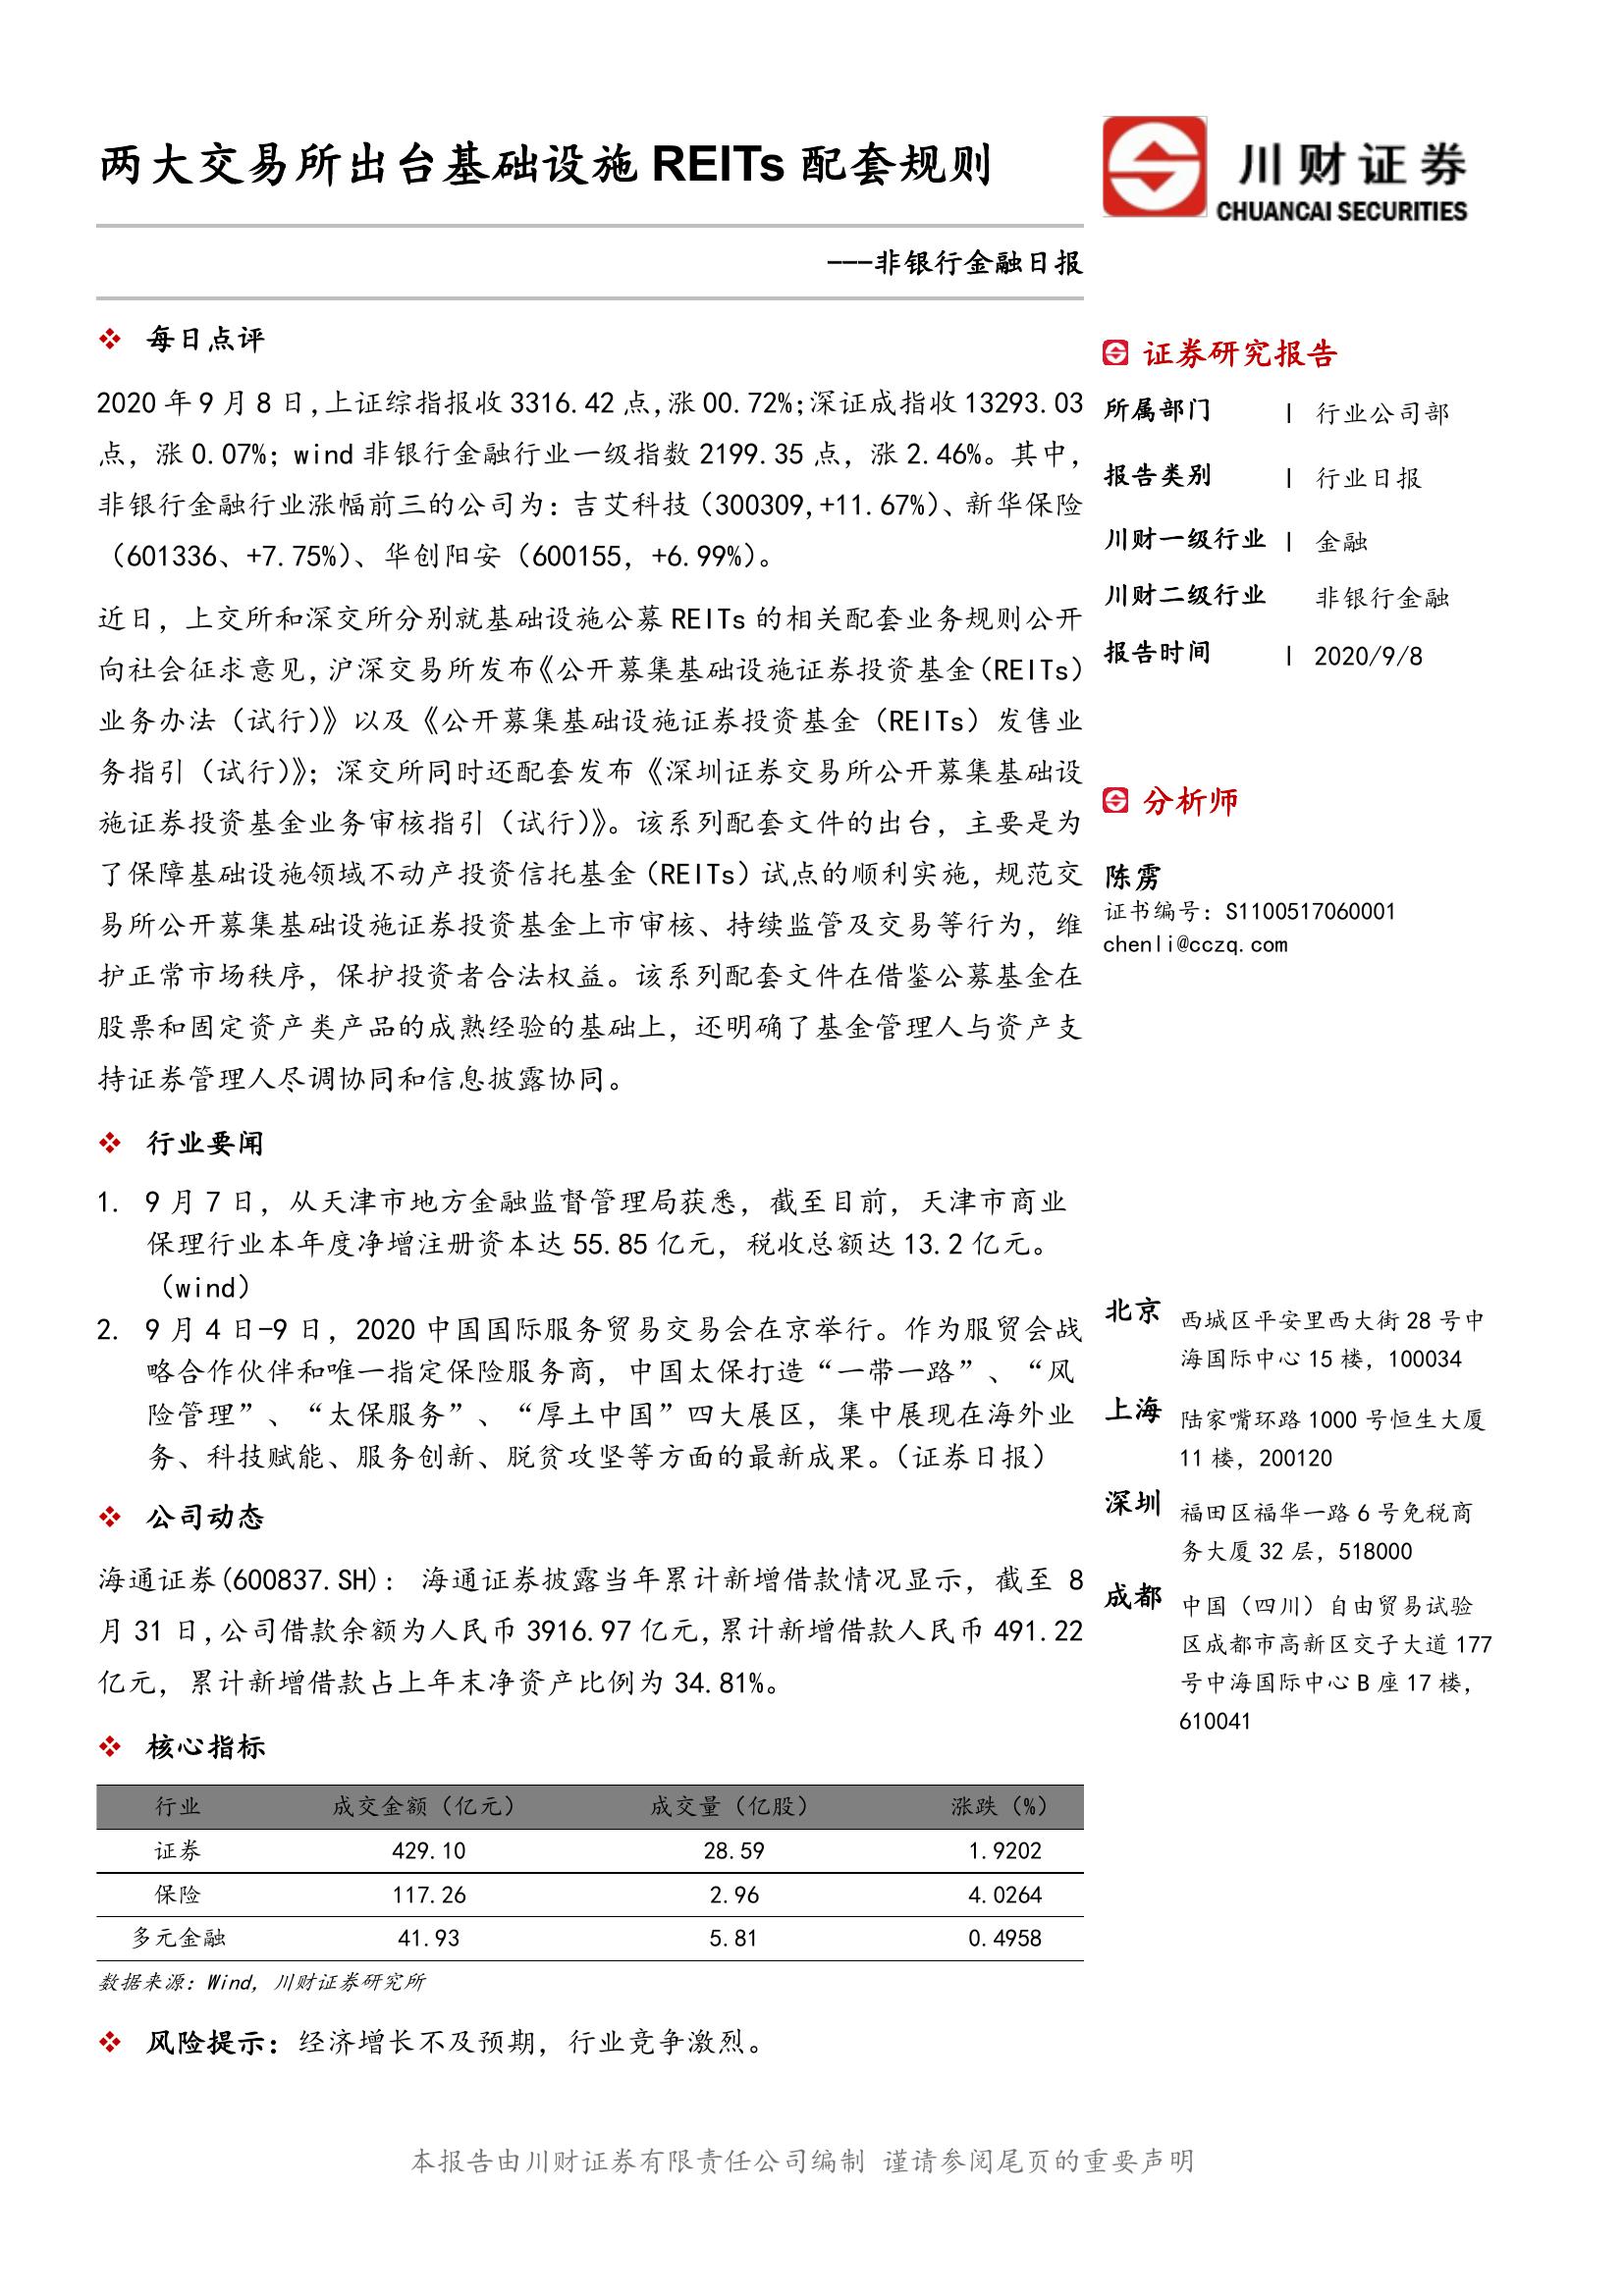 两大交易所出台基础设施 REITs 配套规则
川财证券
CHUANCAI SECURITIES
---非银行金融日报
❖ 每日点评
2020 年 9 月 8 日,上证综指报收 3316.42 点,涨 00.72%;深证成指收 13293.03
点，涨 0.07%；wind 非银行金融行业一级指数 2199.35 点，涨 2.46%。其中，
非银行金融行业涨幅前三的公司为：吉艾科技（300309,+11.67%）、新华保险
（601336、+7.75%）、华创阳安（600155，+6.99%）。
近日，上交所和深交所分别就基础设施公募 REITs 的相关配套业务规则公开
向社会征求意见，沪深交易所发布《公开募集基础设施证券投资基金（REITs）
业务办法（试行）》以及《公开募集基础设施证券投资基金（REITs）发售业
务指引（试行）》；深交所同时还配套发布《深圳证券交易所公开募集基础设
施证券投资基金业务审核指引（试行）》。该系列配套文件的出台，主要是为
了保障基础设施领域不动产投资信托基金（REITs）试点的顺利实施，规范交
易所公开募集基础设施证券投资基金上市审核、持续监管及交易等行为，维
护正常市场秩序，保护投资者合法权益。该系列配套文件在借鉴公募基金在
股票和固定资产类产品的成熟经验的基础上，还明确了基金管理人与资产支
持证券管理人尽调协同和信息披露协同。
❖ 行业要闻
1. 9 月 7 日，从天津市地方金融监督管理局获悉，截至目前，天津市商业
保理行业本年度净增注册资本达 55.85 亿元，税收总额达 13.2 亿元。
（wind）
2. 9 月 4 日-9 日，2020 中国国际服务贸易交易会在京举行。作为服贸会战
略合作伙伴和唯一指定保险服务商，中国太保打造“一带一路”、“风
险管理”、“太保服务”、“厚土中国”四大展区，集中展现在海外业
务、科技赋能、服务创新、脱贫攻坚等方面的最新成果。（证券日报）
❖ 公司动态
海通证券(600837.SH)： 海通证券披露当年累计新增借款情况显示，截至 8
月 31 日,公司借款余额为人民币 3916.97 亿元,累计新增借款人民币 491.22
亿元，累计新增借款占上年末净资产比例为 34.81%。
❖ 核心指标
行业 成交金额（亿元） 成交量（亿股） 涨跌（%）
证券 429.10 28.59 1.9202
保险 117.26 2.96 4.0264
多元金融 41.93 5.81 0.4958
数据来源：Wind，川财证券研究所
❖ 风险提示：经济增长不及预期，行业竞争激烈。
证券研究报告
所属部门 | 行业公司部
报告类别 | 行业日报
川财一级行业 | 金融
川财二级行业 非银行金融
报告时间 | 2020/9/8
分析师
陈雳
证书编号：S1100517060001
chenli@cczq.com
北京 西城区平安里西大街 28 号中
海国际中心 15 楼，100034
上海 陆家嘴环路 1000 号恒生大厦
11 楼，200120
深圳 福田区福华一路 6 号免税商
务大厦 32 层，518000
成都 中国（四川）自由贸易试验
区成都市高新区交子大道 177
号中海国际中心 B 座 17 楼，
610041
本报告由川财证券有限责任公司编制 谨请参阅尾页的重要声明